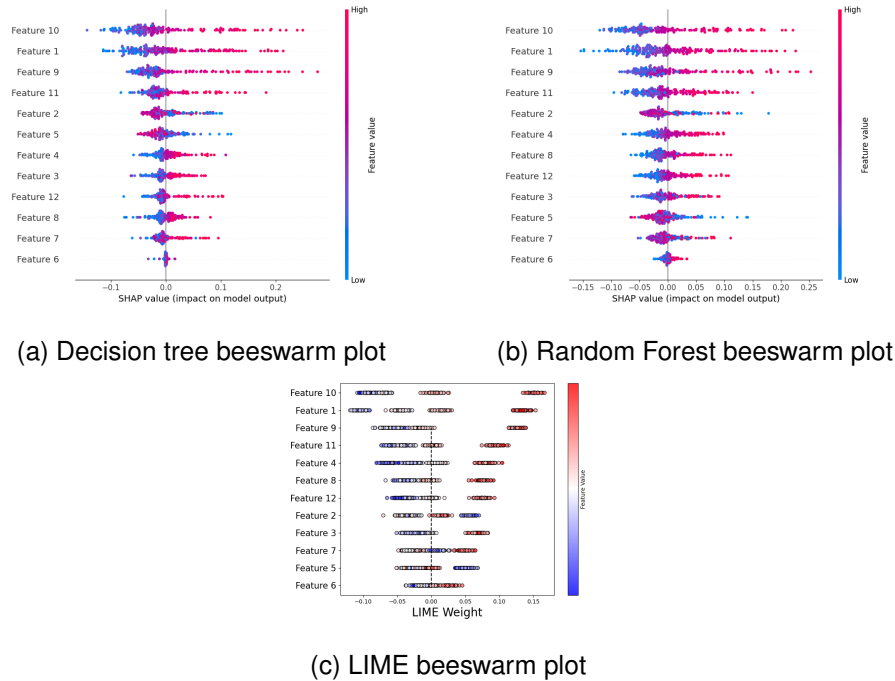 High
Feature 10
Feature 1
Feature 9
Feature 11
Feature 2
Feature 5
Feature 4
Feature 3
Feature 12
Feature 8
Feature 7
Feature 6
Feature value
Low
−0.1 0.0 0.1 0.2
SHAP value (impact on model output)
(a) Decision tree beeswarm plot
High
Feature 10
Feature 1
Feature 9
Feature 11
Feature 2
Feature 4
Feature 8
Feature 12
Feature 3
Feature 5
Feature 7
Feature 6
Feature value
Low
−0.15 −0.10 −0.05 0.00 0.05 0.10 0.15 0.20 0.25
SHAP value (impact on model output)
(b) Random Forest beeswarm plot
Feature 10
Feature 1
Feature 9
Feature 11
Feature 4
Feature 8
Feature 12
Feature 2
Feature 3
Feature 7
Feature 5
Feature 6
Feature Value
−0.10 −0.05 0.00 0.05 0.10 0.15
LIME Weight
(c) LIME beeswarm plot